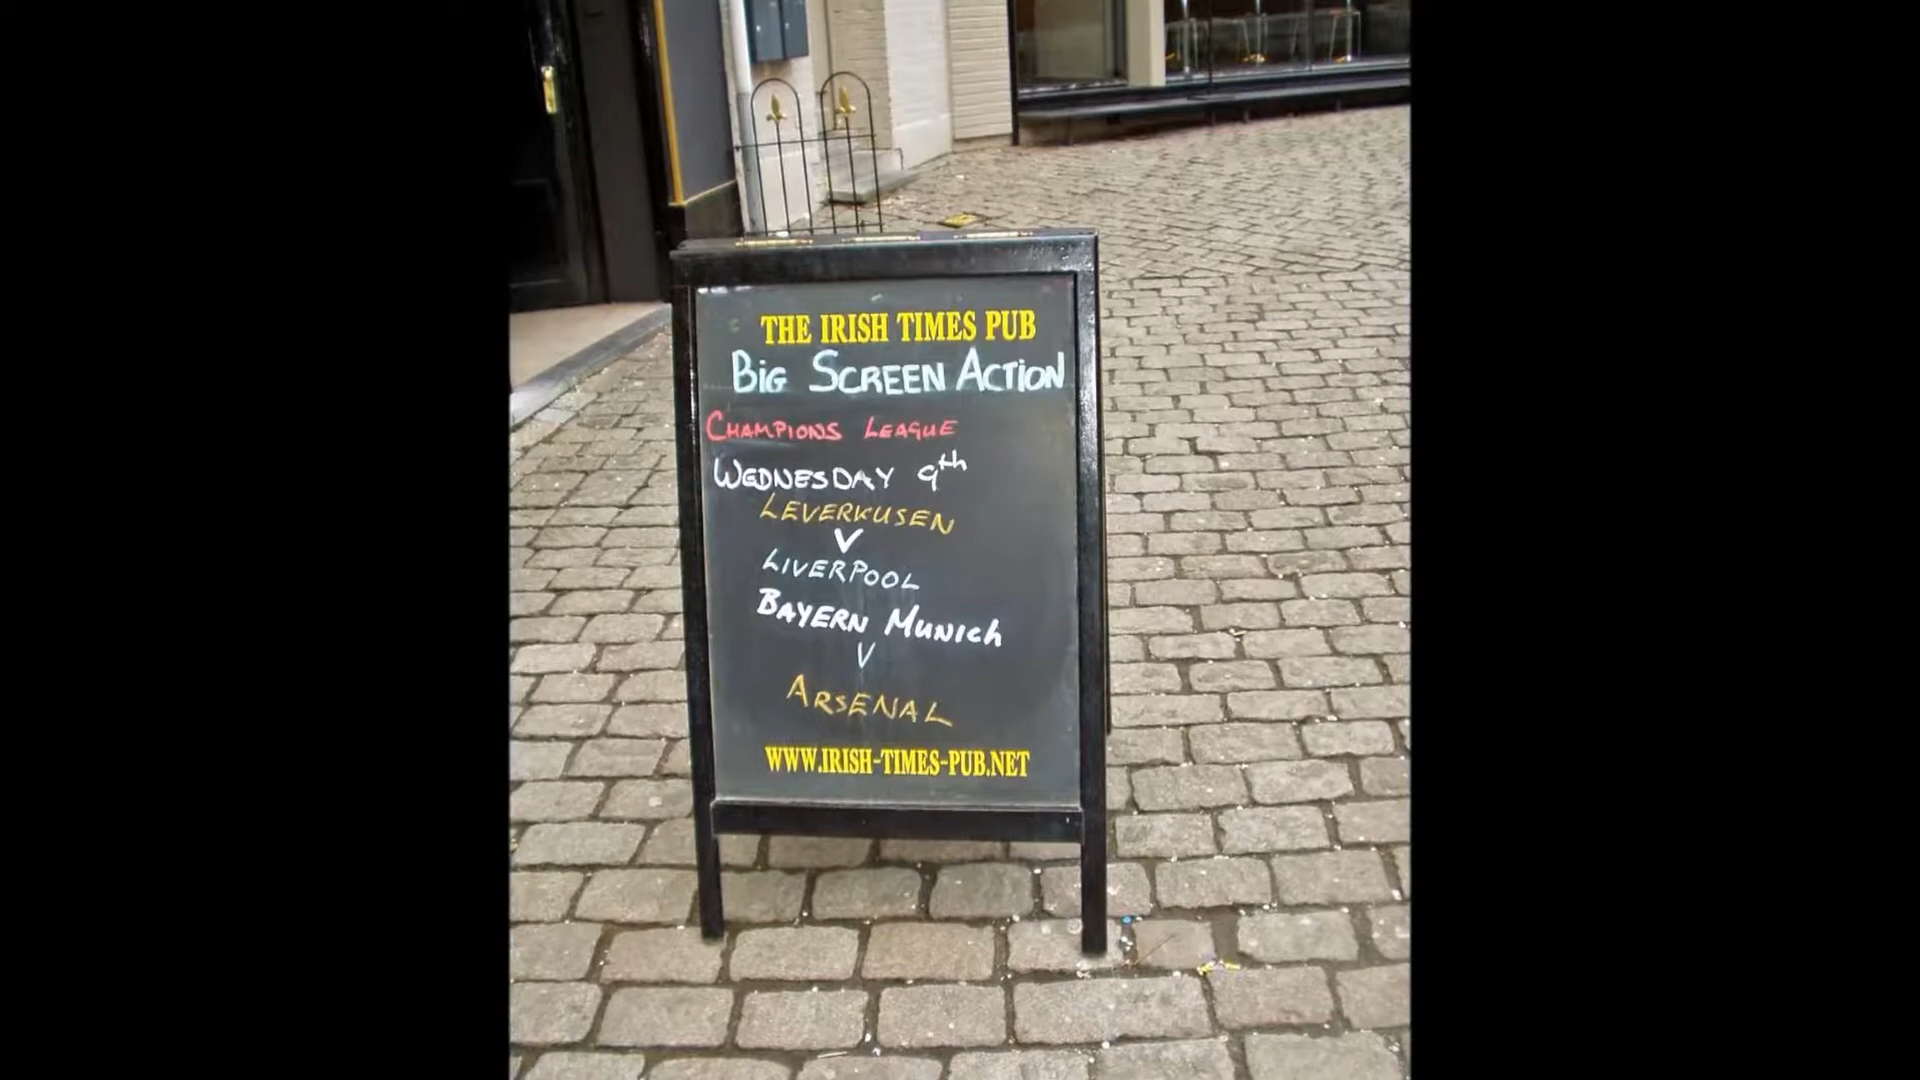 THE IRISH TIMES PUB
BiG SCREEN ACTiON
CHAMPIONS LEAGUE
WEDNESDAY 9th
LEVERKUSEN
V
LIVERPOOL
BAYERN MUNICh
V
ARSENAL
WWW.IRISH-TIMES-PUB.NET